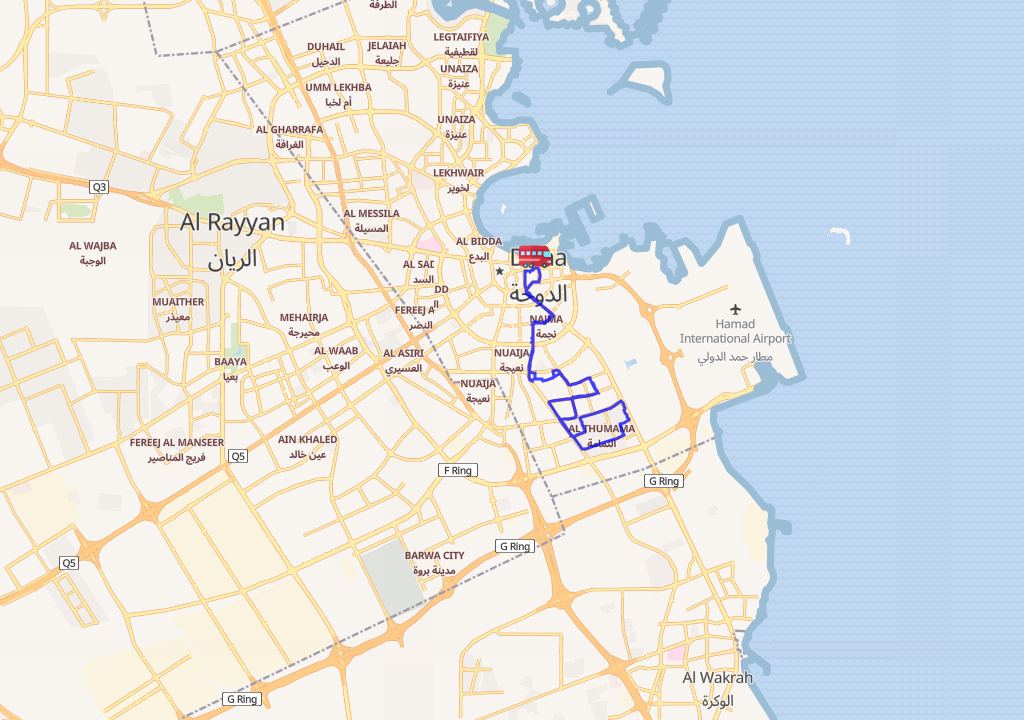 الطرفة
LEGTAIFIYA
لقطيفية
DUHAIL
الدحيل
JELAIAH
جليعة
UNAIZA
عنيزة
UMM LEKHBA
أم لخبا
UNAIZA
عنيزة
AL GHARRAFA
الغرافة
LEKHWAIR
لخوير
Q3
Al Rayyan
الريان
AL MESSILA
المسيلة
AL WAJBA
الوجبة
AL BIDDA
البدع
الدوحة
AL SAD
السد
DD
MUAITHER
معيذر
FEREEJ A
النصر
MEHAIRJA
محيرجة
NAJMA
نجمة
Hamad
International Airport
مطار حمد الدولي
AL WAAB
الوعب
AL ASIRI
العسيري
NUAIJA
نعيجة
BAAYA
بعيا
NUAIJA
نعيجة
AL THUMAMA
الثمامة
FEREEJ AL MANSEER
فريج المناصير
AIN KHALED
عين خالد
Q5
F Ring
G Ring
G Ring
BARWA CITY
مدينة بروة
Q5
Al Wakrah
الوكرة
G Ring